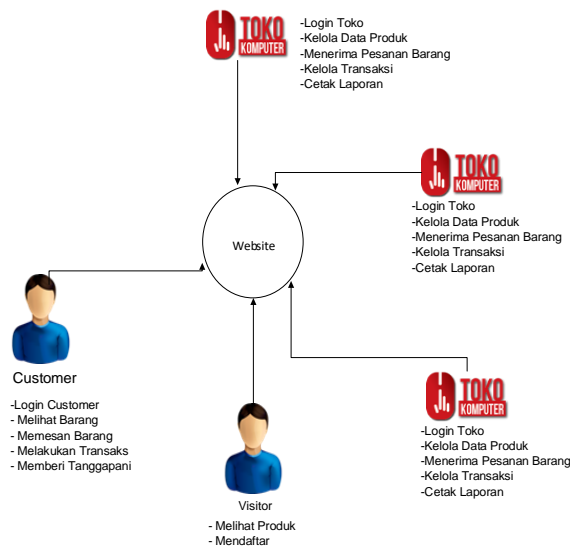 TOKO
KOMPUTER
-Login Toko
-Kelola Data Produk
-Menerima Pesanan Barang
-Kelola Transaksi
-Cetak Laporan
TOKO
KOMPUTER
-Login Toko
-Kelola Data Produk
-Menerima Pesanan Barang
-Kelola Transaksi
-Cetak Laporan
Website
Customer
-Login Customer
- Melihat Barang
- Memesan Barang
- Melakukan Transaks
- Memberi Tanggapani
TOKO
KOMPUTER
-Login Toko
- Kelola Data Produk
- Menerima Pesanan Barang
-Kelola Transaksi
-Cetak Laporan
Visitor
- Melihat Produk
- Mendaftar